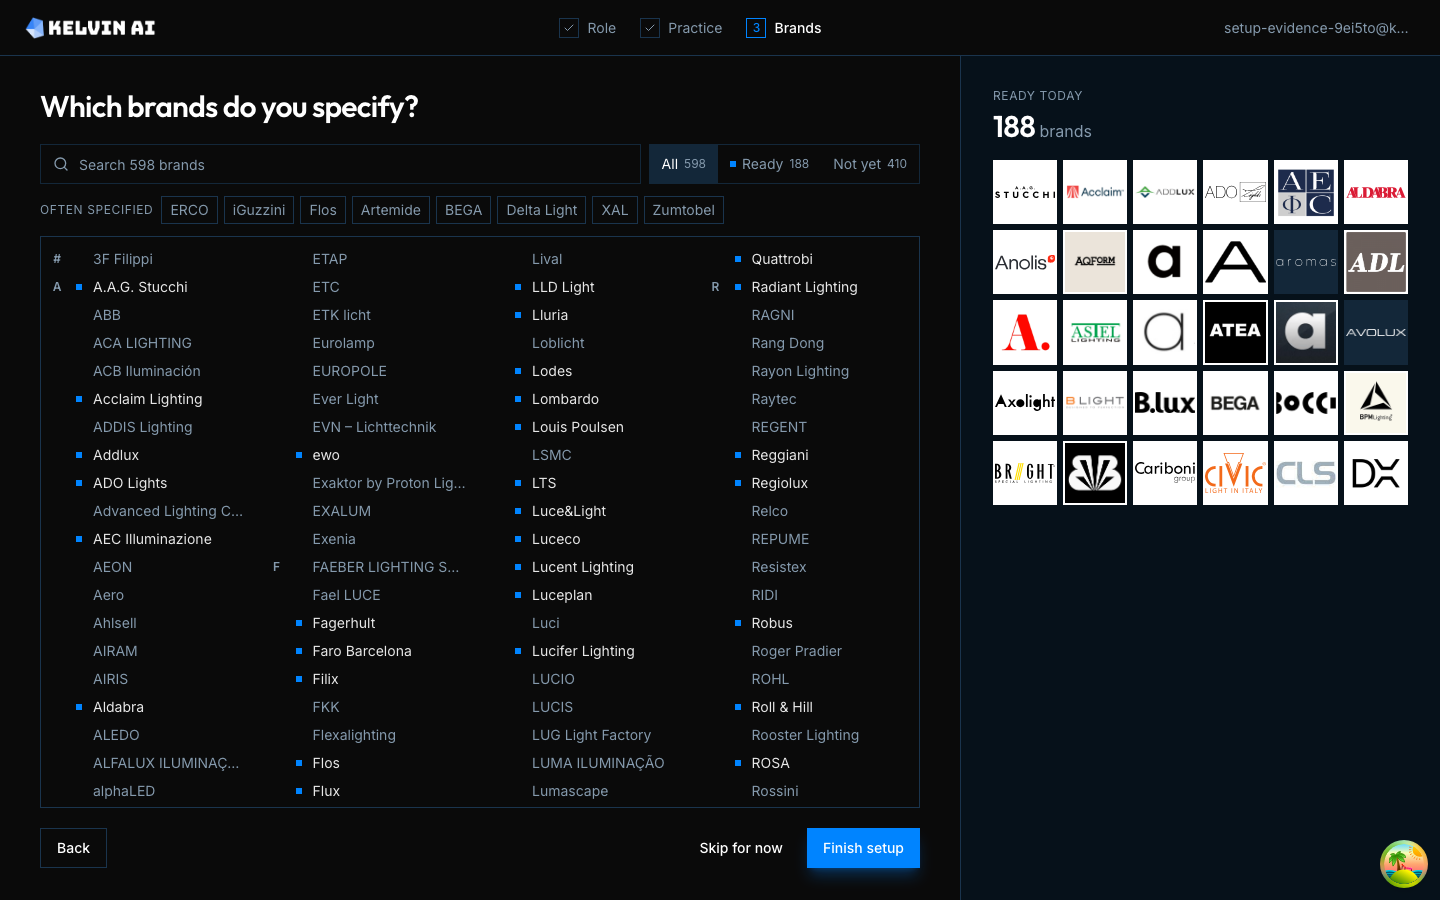 KELVIN AI
Role
Practice
3 Brands
setup-evidence-9ei5to@k...
Which brands do you specify?
Search 598 brands
All 598
Ready 188
Not yet 410
OFTEN SPECIFIED
ERCO
iGuzzini
Flos
Artemide
BEGA
Delta Light
XAL
Zumtobel
#
3F Filippi
A
A.A.G. Stucchi
ABB
ACA LIGHTING
ACB Iluminación
Acclaim Lighting
ADDIS Lighting
Addlux
ADO Lights
Advanced Lighting C...
AEC Illuminazione
AEON
Aero
Ahlsell
AIRAM
AIRIS
Aldabra
ALEDO
ALFALUX ILUMINAÇ...
alphaLED
ETAP
ETC
ETK licht
Eurolamp
EUROPOLE
Ever Light
EVN – Lichttechnik
ewo
Exaktor by Proton Lig...
EXALUM
Exenia
F
FAEBER LIGHTING S...
Fael LUCE
Fagerhult
Faro Barcelona
Filix
FKK
Flexalighting
Flos
Flux
Lival
LLD Light
Lluria
Loblicht
Lodes
Lombardo
Louis Poulsen
LSMC
LTS
Luce&Light
Luceco
Lucent Lighting
Luceplan
Luci
Lucifer Lighting
LUCIO
LUCIS
LUG Light Factory
LUMA ILUMINAÇÃO
Lumascape
Quattrobi
R
Radiant Lighting
RAGNI
Rang Dong
Rayon Lighting
Raytec
REGENT
Reggiani
Regiolux
Relco
REPUME
Resistex
RIDI
Robus
Roger Pradier
ROHL
Roll & Hill
Rooster Lighting
ROSA
Rossini
Back
Skip for now
Finish setup
READY TODAY
188 brands
A.A.G.
STUCCHI
Acclaim
ADDLUX
ADO
AE
ФC
ALDABRA
Anolis
AQFORM
a
A
aromas
ADL
A.
ASTEL
LIGHTING
a
ATEA
a
AVOLUX
Axolight
B LIGHT
B.lux
BEGA
BOCCI
BPM Lighting
BRIGHT
SPECIAL LIGHTING
B
Cariboni
group
CIVIC
LIGHT IN ITALY
CLS
DX